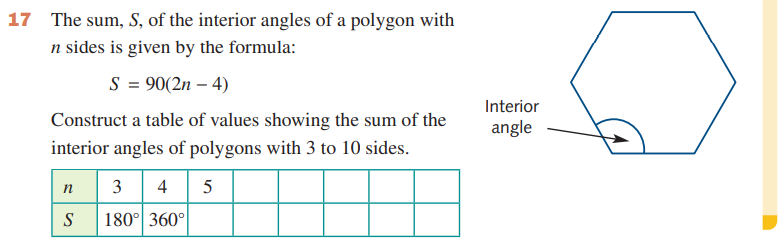 17 The sum, S, of the interior angles of a polygon with
n sides is given by the formula:
S = 90(2n – 4)
Construct a table of values showing the sum of the
interior angles of polygons with 3 to 10 sides.
n 3 4 5
S 180° 360°
Interior
angle